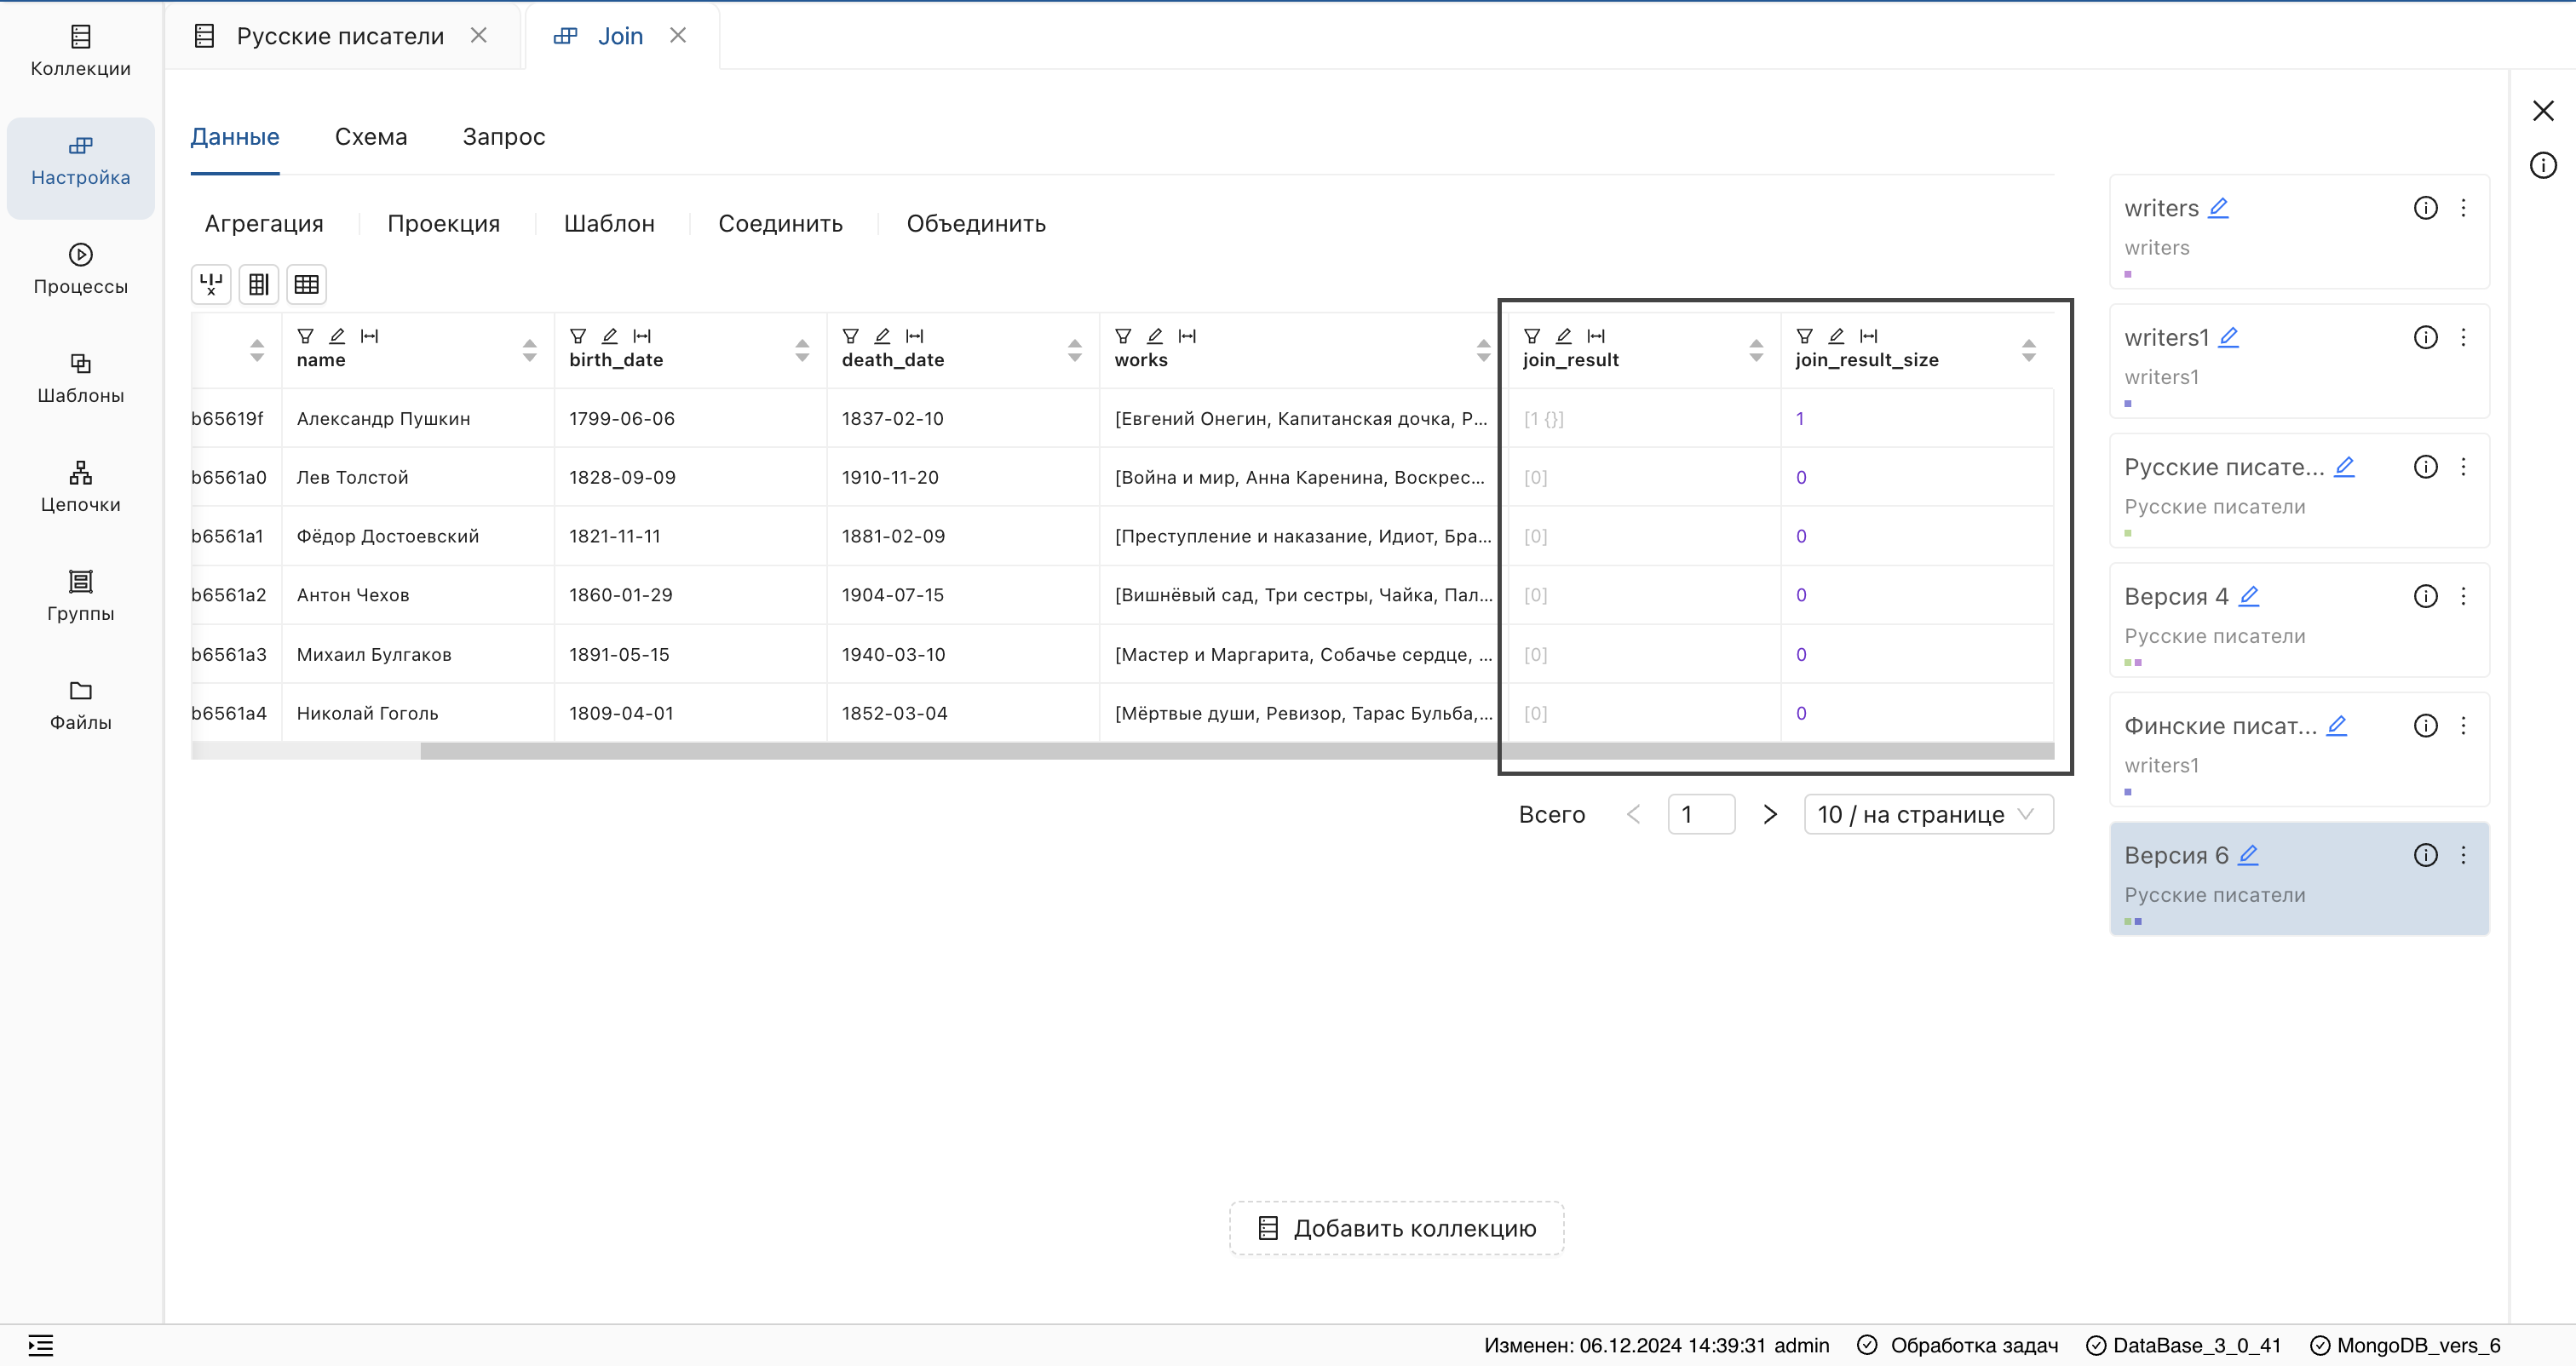 Коллекции
Настройка
Процессы
Шаблоны
Цепочки
Группы
Файлы
Русские писатели
Join
Данные Схема Запрос
Агрегация Проекция Шаблон Соединить Объединить
name birth_date death_date works join_result join_result_size
b65619f Александр Пушкин 1799-06-06 1837-02-10 [Евгений Онегин, Капитанская дочка, Р... [1 {}] 1
b6561a0 Лев Толстой 1828-09-09 1910-11-20 [Война и мир, Анна Каренина, Воскрес... [0] 0
b6561a1 Фёдор Достоевский 1821-11-11 1881-02-09 [Преступление и наказание, Идиот, Бра... [0] 0
b6561a2 Антон Чехов 1860-01-29 1904-07-15 [Вишнёвый сад, Три сестры, Чайка, Пал... [0] 0
b6561a3 Михаил Булгаков 1891-05-15 1940-03-10 [Мастер и Маргарита, Собачье сердце, ... [0] 0
b6561a4 Николай Гоголь 1809-04-01 1852-03-04 [Мёртвые души, Ревизор, Тарас Бульба,... [0] 0
Всего 1 10 / на странице
writers
writers
writers1
writers1
Русские писате...
Русские писатели
Версия 4
Русские писатели
Финские писат...
writers1
Версия 6
Русские писатели
Добавить коллекцию
Изменен: 06.12.2024 14:39:31 admin Обработка задач DataBase_3_0_41 MongoDB_vers_6